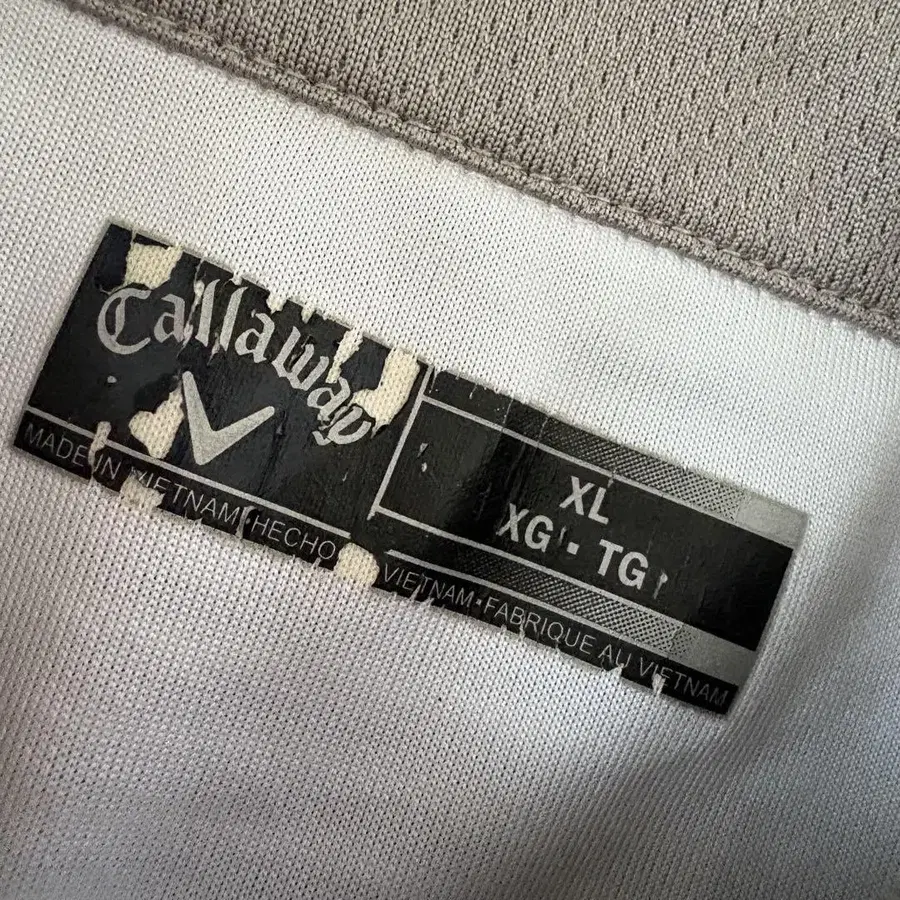 Callaway
XL
XG · TG
MADE IN VIETNAM · HECHO VIETNAM · FABRIQUE AU VIETNAM